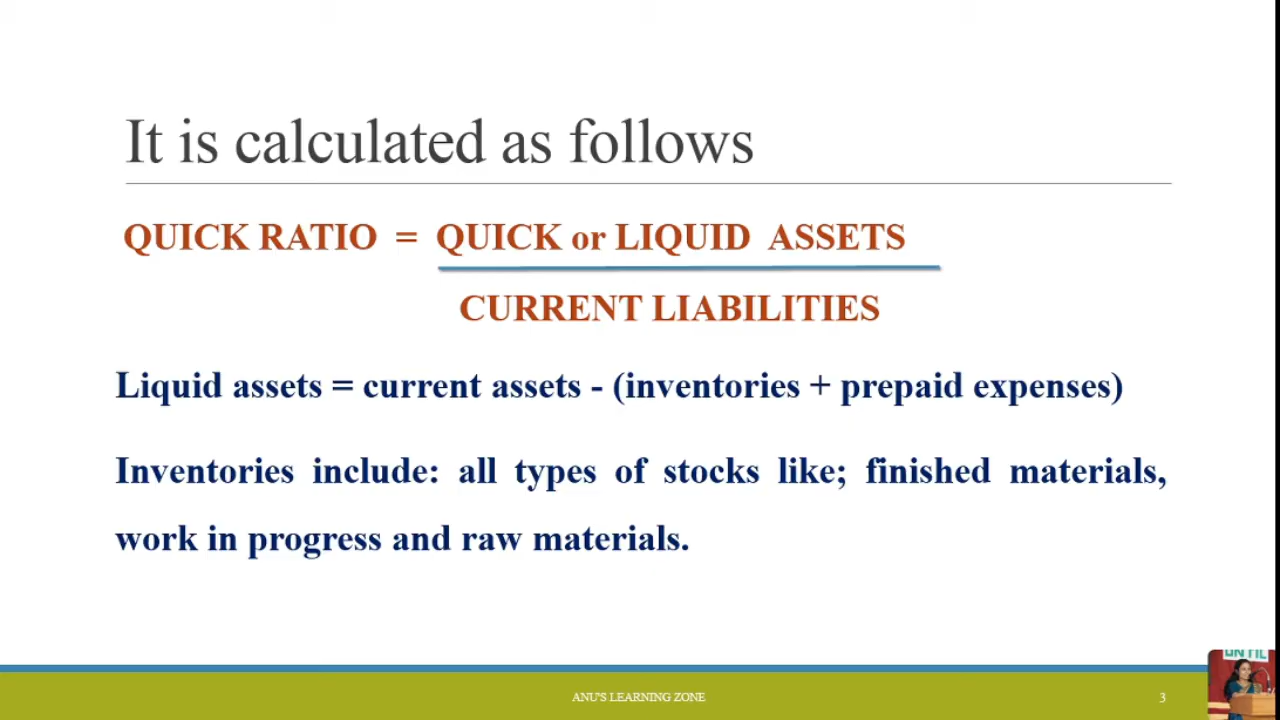 It is calculated as follows
QUICK RATIO = QUICK or LIQUID ASSETS
CURRENT LIABILITIES
Liquid assets = current assets - (inventories + prepaid expenses)
Inventories include: all types of stocks like; finished materials,
work in progress and raw materials.
ANU'S LEARNING ZONE
3